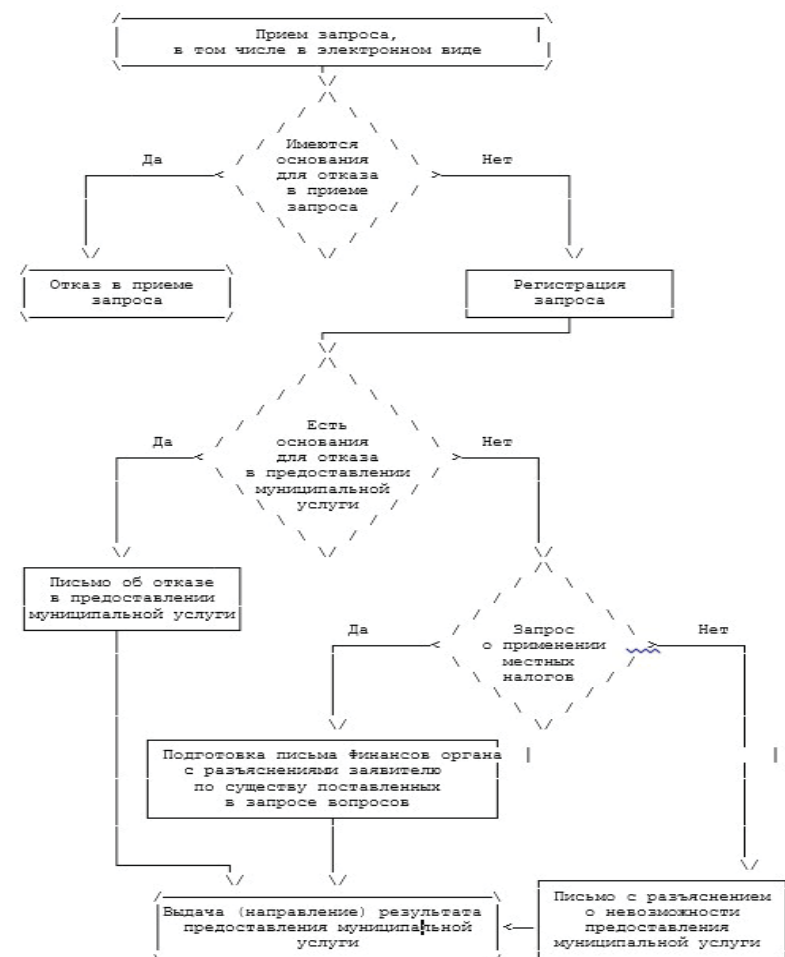 Прием запроса,
в том числе в электронном виде
Имеются
основания
для отказа
в приеме
запроса
Да
Нет
Отказ в приеме
запроса
Регистрация
запроса
Есть
основания
для отказа
в предоставлении
муниципальной
услуги
Да
Нет
Письмо об отказе
в предоставлении
муниципальной услуги
Запрос
о применении
местных
налогов
Да
Нет
Подготовка письма Финансов органа
с разъяснениями заявителю
по существу поставленных
в запросе вопросов
Выдача (направление) результата
предоставления муниципальной
услуги
Письмо с разъяснением
о невозможности
предоставления
муниципальной услуги